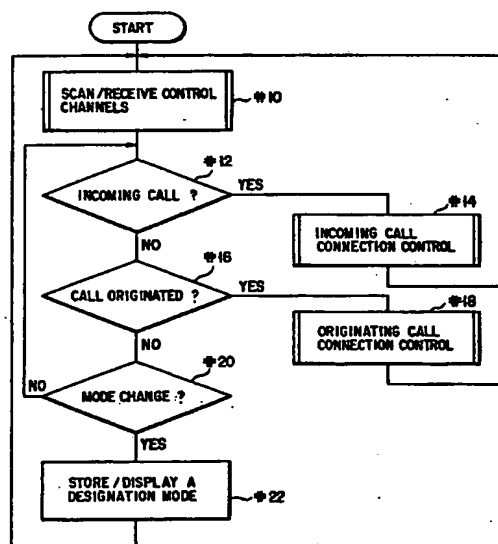 START
SCAN/RECEIVE CONTROL
CHANNELS
#10
#12
INCOMING CALL ?
YES
#14
NO
INCOMING CALL
CONNECTION CONTROL
#16
CALL ORIGINATED ?
YES
#18
NO
ORIGINATING CALL
CONNECTION CONTROL
#20
NO
MODE CHANGE ?
YES
STORE/DISPLAY A
DESIGNATION MODE
#22